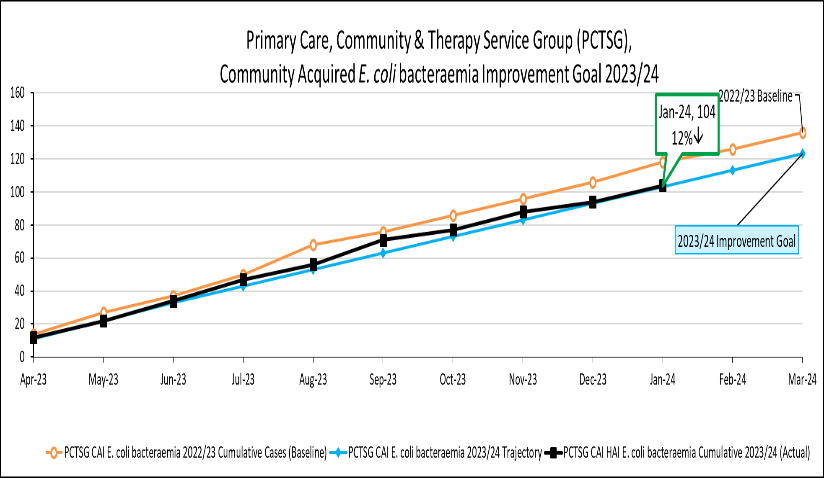 Primary Care, Community & Therapy Service Group (PCTSG),
Community Acquired E. coli bacteraemia Improvement Goal 2023/24
160
140
120
100
80
60
40
20
0
2022/23 Baseline
Jan-24, 104
12%↓
2023/24 Improvement Goal
Apr-23 May-23 Jun-23 Jul-23 Aug-23 Sep-23 Oct-23 Nov-23 Dec-23 Jan-24 Feb-24 Mar-24
PCTSG CAI E. coli bacteraemia 2022/23 Cumulative Cases (Baseline) PCTSG CAI E. coli bacteraemia 2023/24 Trajectory PCTSG CAI HAI E. coli bacteraemia Cumulative 2023/24 (Actual)